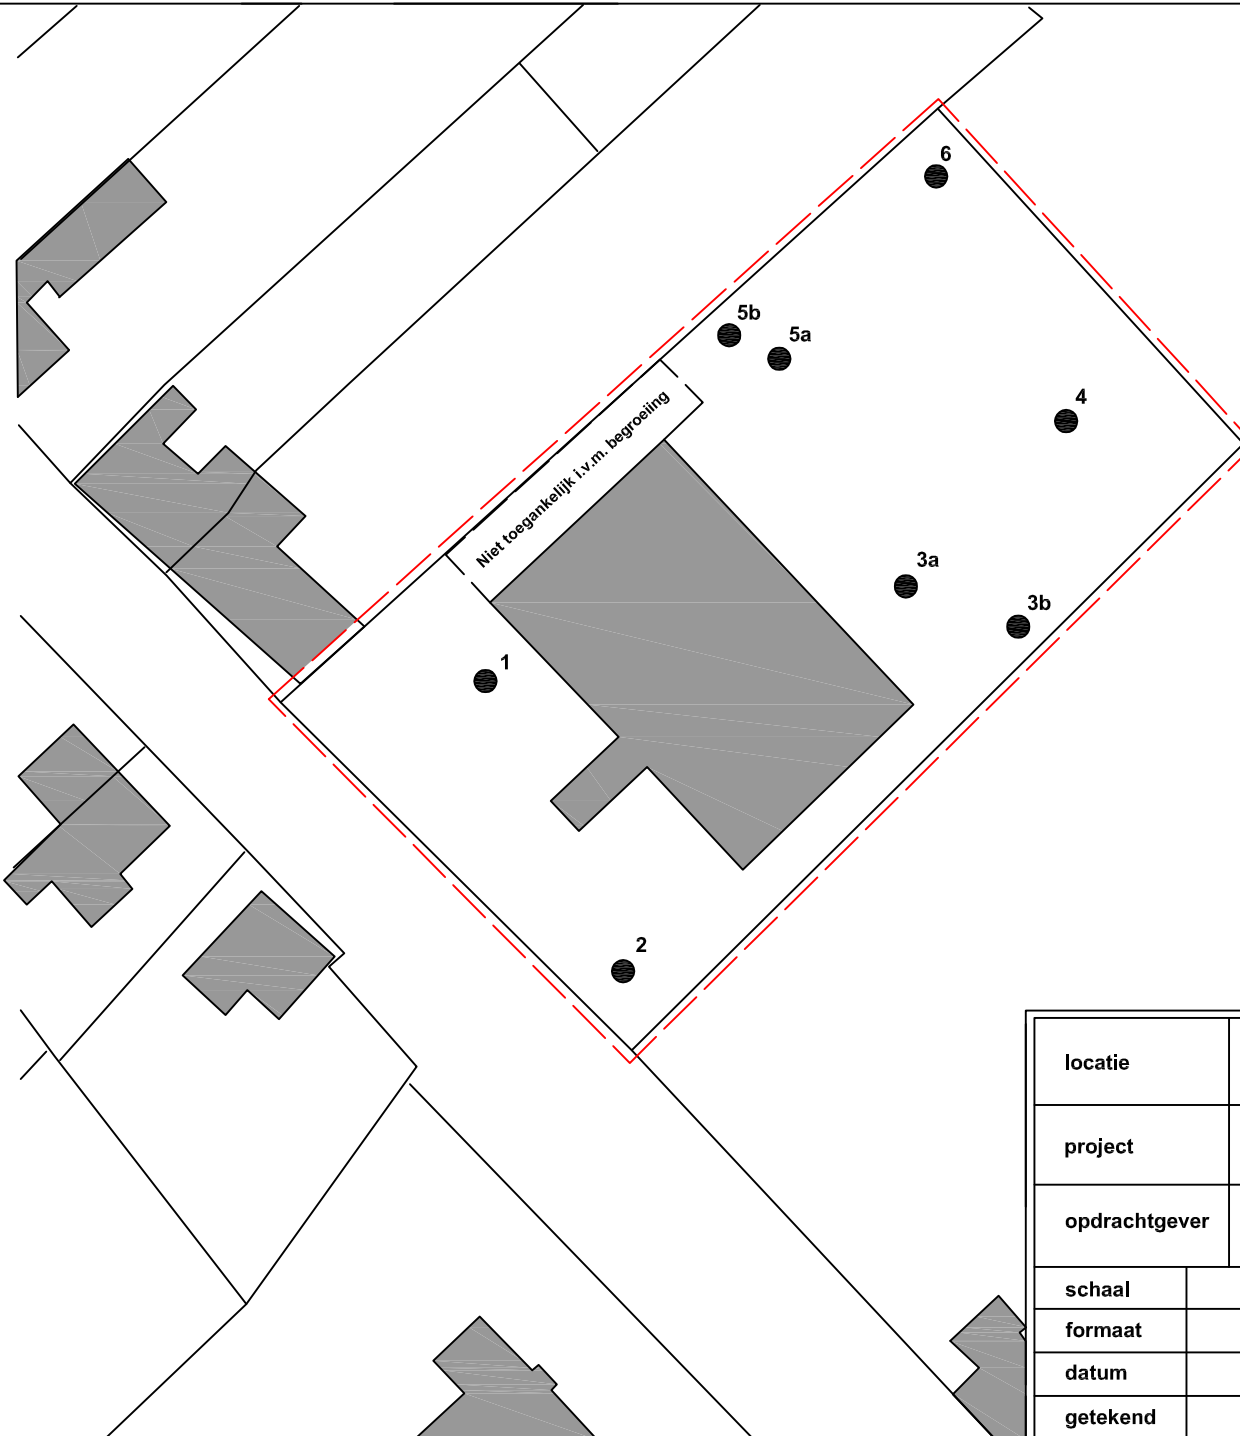 6
5b
5a
4
Niet toegankelijk i.v.m. begroeiing
3a
3b
1
2
locatie
project
opdrachtgever
schaal
formaat
datum
getekend